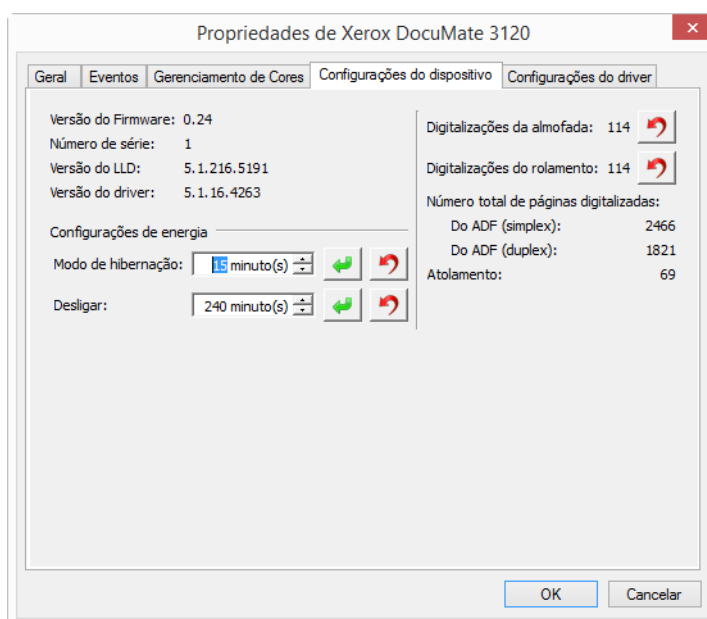 Propriedades de Xerox DocuMate 3120
Geral Eventos Gerenciamento de Cores Configurações do dispositivo Configurações do driver
Versão do Firmware: 0.24
Número de série: 1
Versão do LLD: 5.1.216.5191
Versão do driver: 5.1.16.4263
Configurações de energia
Modo de hibernação: 15 minuto(s)
Desligar: 240 minuto(s)
Digitalizações da almofada: 114
Digitalizações do rolamento: 114
Número total de páginas digitalizadas:
Do ADF (simplex): 2466
Do ADF (duplex): 1821
Atolamento: 69
OK Cancelar